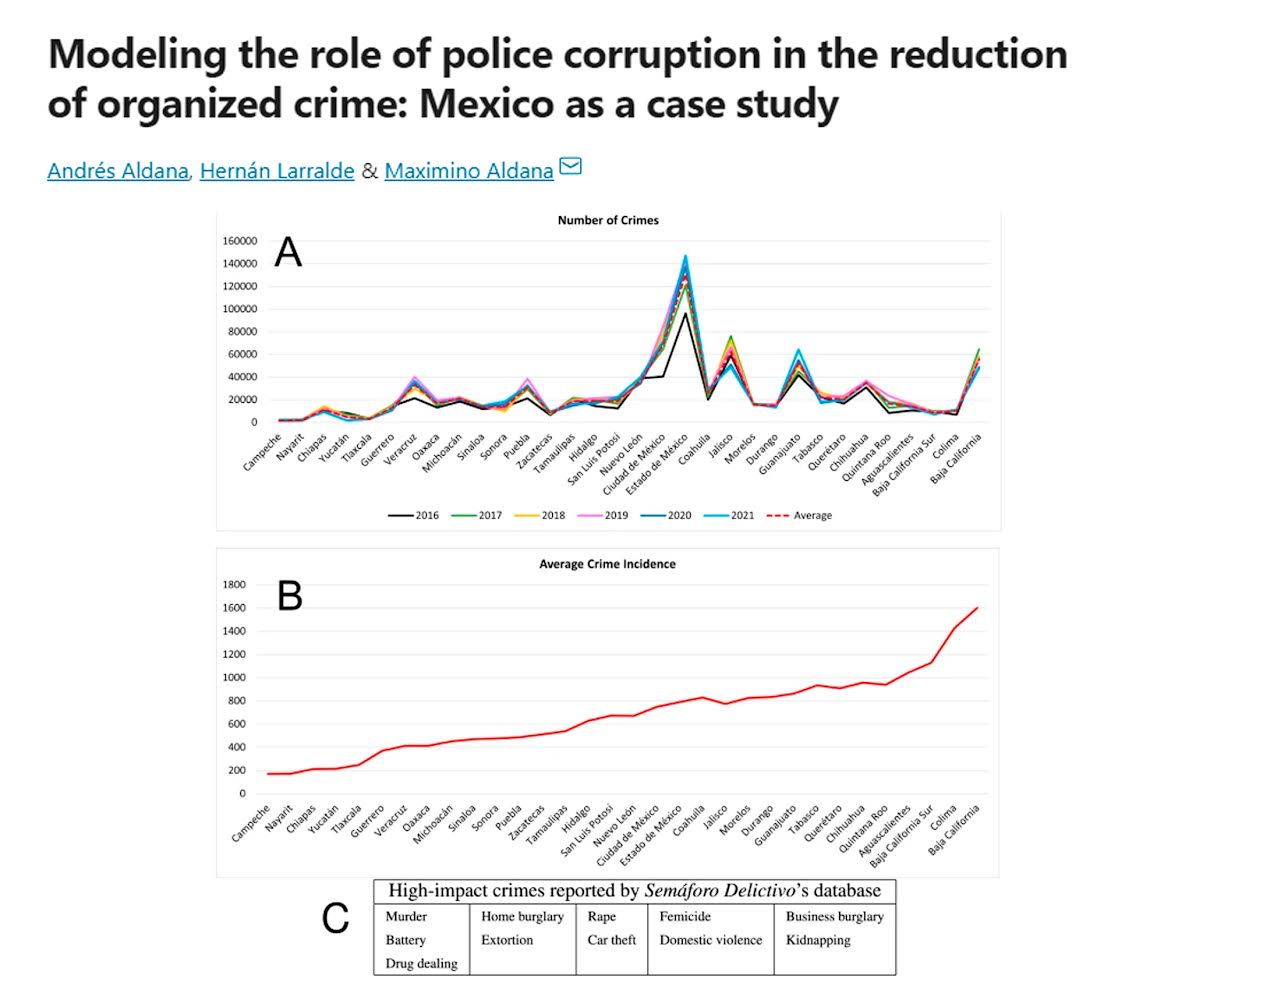 Modeling the role of police corruption in the reduction
of organized crime: Mexico as a case study
Andrés Aldana, Hernán Larralde & Maximino Aldana
Number of Crimes
A
160000
140000
120000
100000
80000
60000
40000
20000
0
Campeche
Nayarit
Chiapas
Yucatán
Tlaxcala
Guerrero
Veracruz
Oaxaca
Michoacán
Sinaloa
Sonora
Puebla
Zacatecas
Tamaulipas
Hidalgo
San Luis Potosí
Nuevo León
Ciudad de México
Estado de México
Coahuila
Jalisco
Morelos
Durango
Guanajuato
Tabasco
Querétaro
Chihuahua
Quintana Roo
Aguascalientes
Baja California Sur
Colima
Baja California
2016 2017 2018 2019 2020 2021 Average
Average Crime Incidence
B
1800
1600
1400
1200
1000
800
600
400
200
0
Campeche
Nayarit
Chiapas
Yucatán
Tlaxcala
Guerrero
Veracruz
Oaxaca
Michoacán
Sinaloa
Sonora
Puebla
Zacatecas
Tamaulipas
Hidalgo
San Luis Potosí
Nuevo León
Ciudad de México
Estado de México
Coahuila
Jalisco
Morelos
Durango
Guanajuato
Tabasco
Querétaro
Chihuahua
Quintana Roo
Aguascalientes
Baja California Sur
Colima
Baja California
C
High-impact crimes reported by Semáforo Delictivo's database
Murder Home burglary Rape Femicide Business burglary
Battery Extortion Car theft Domestic violence Kidnapping
Drug dealing